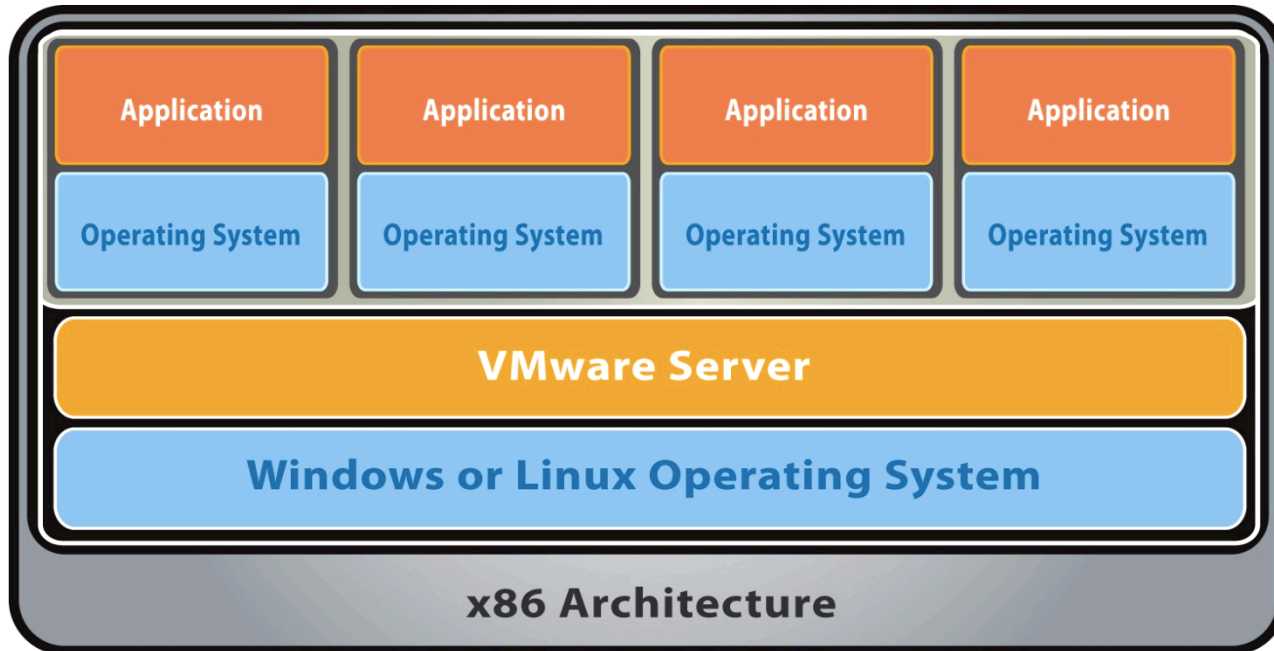 Application
Application
Application
Application
Operating System
Operating System
Operating System
Operating System
VMware Server
Windows or Linux Operating System
x86 Architecture